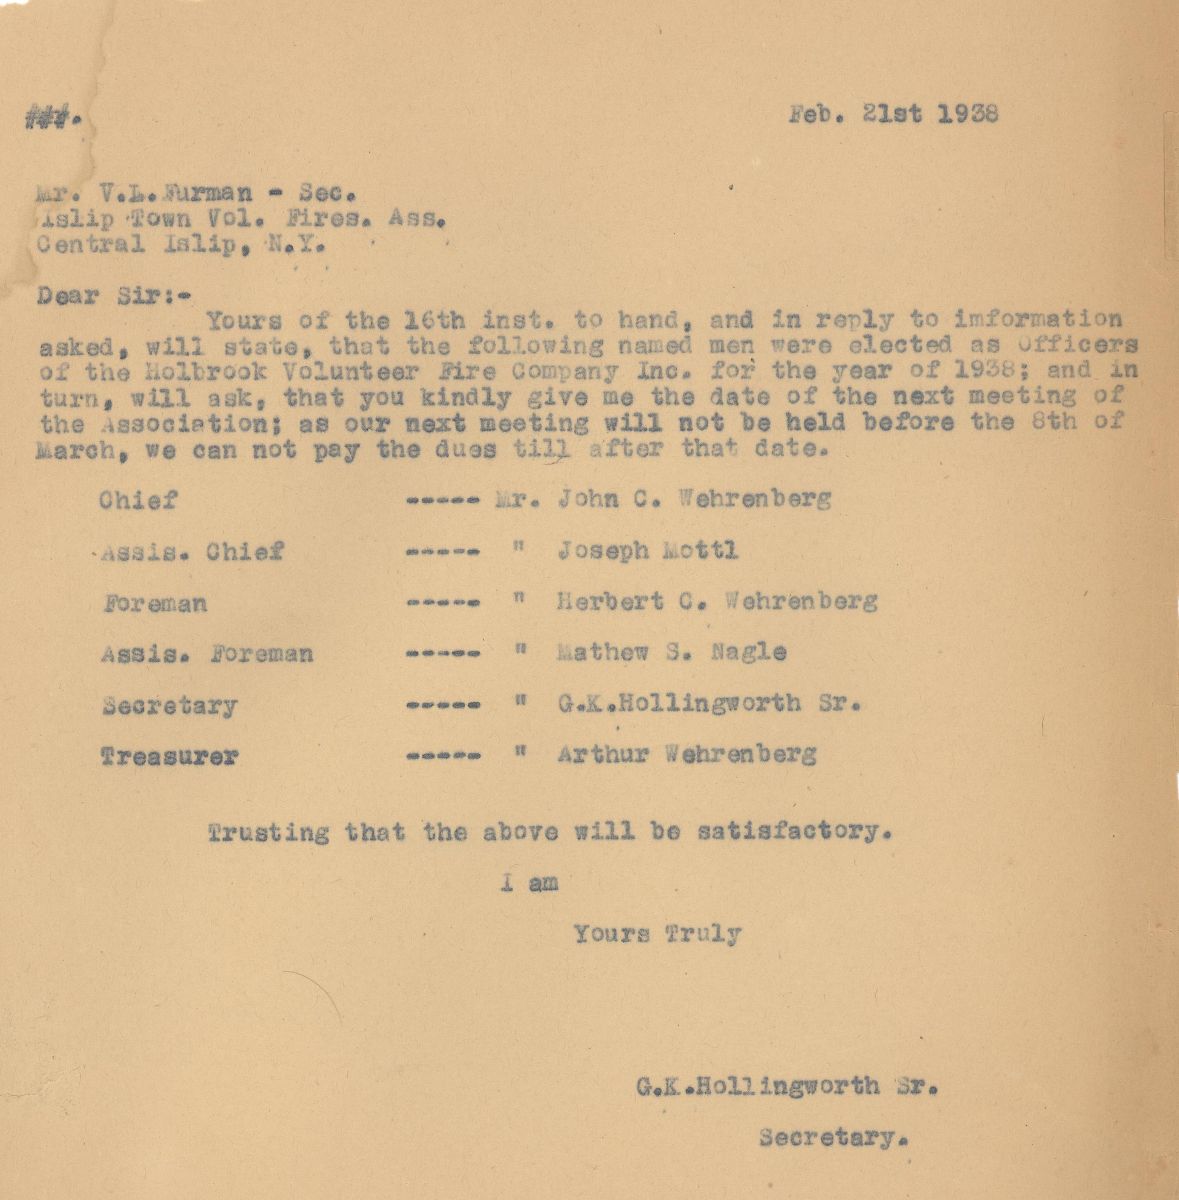 ###. Feb. 21st 1938
Mr. V.L.Furman - Sec.
Islip Town Vol. Fires. Ass.
Central Islip, N.Y.
Dear Sir:-
Yours of the 16th inst. to hand, and in reply to imformation
asked, will state, that the following named men were elected as Officers
of the Holbrook Volunteer Fire Company Inc. for the year of 1938; and in
turn, will ask, that you kindly give me the date of the next meeting of
the Association; as our next meeting will not be held before the 8th of
March, we can not pay the dues till after that date.
Chief ----- Mr. John C. Wehrenberg
Assis. Chief ----- " Joseph Mottl
Foreman ----- " Herbert C. Wehrenberg
Assis. Foreman ----- " Mathew S. Nagle
Secretary ----- " G.K.Hollingworth Sr.
Treasurer ----- " Arthur Wehrenberg
Trusting that the above will be satisfactory.
I am
Yours Truly
G.K.Hollingworth Sr.
Secretary.